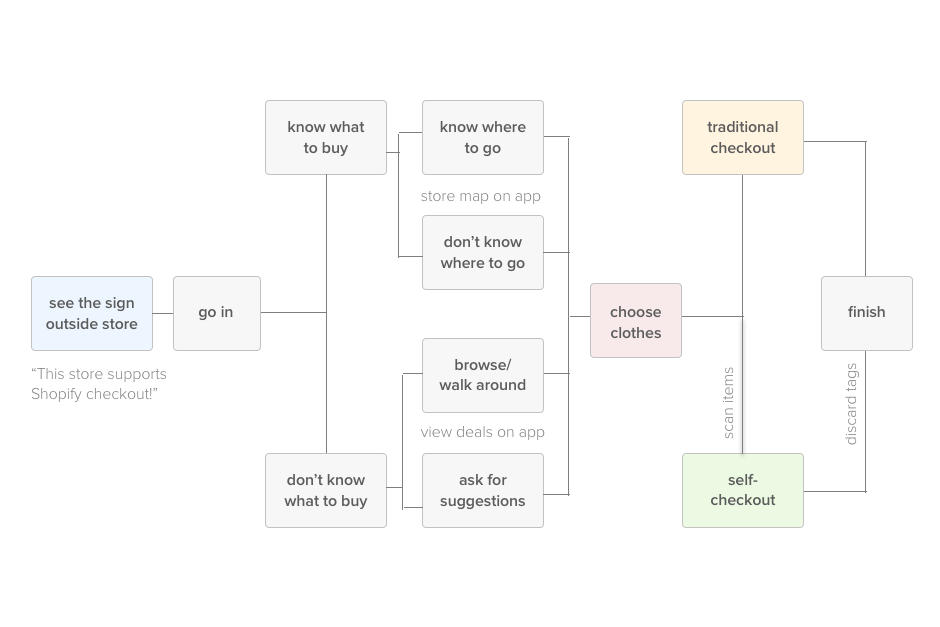 see the sign
outside store
“This store supports
Shopify checkout!”
go in
know what
to buy
don’t know
what to buy
know where
to go
store map on app
don’t know
where to go
browse/
walk around
view deals on app
ask for
suggestions
choose
clothes
traditional
checkout
scan items
self-
checkout
finish
discard tags